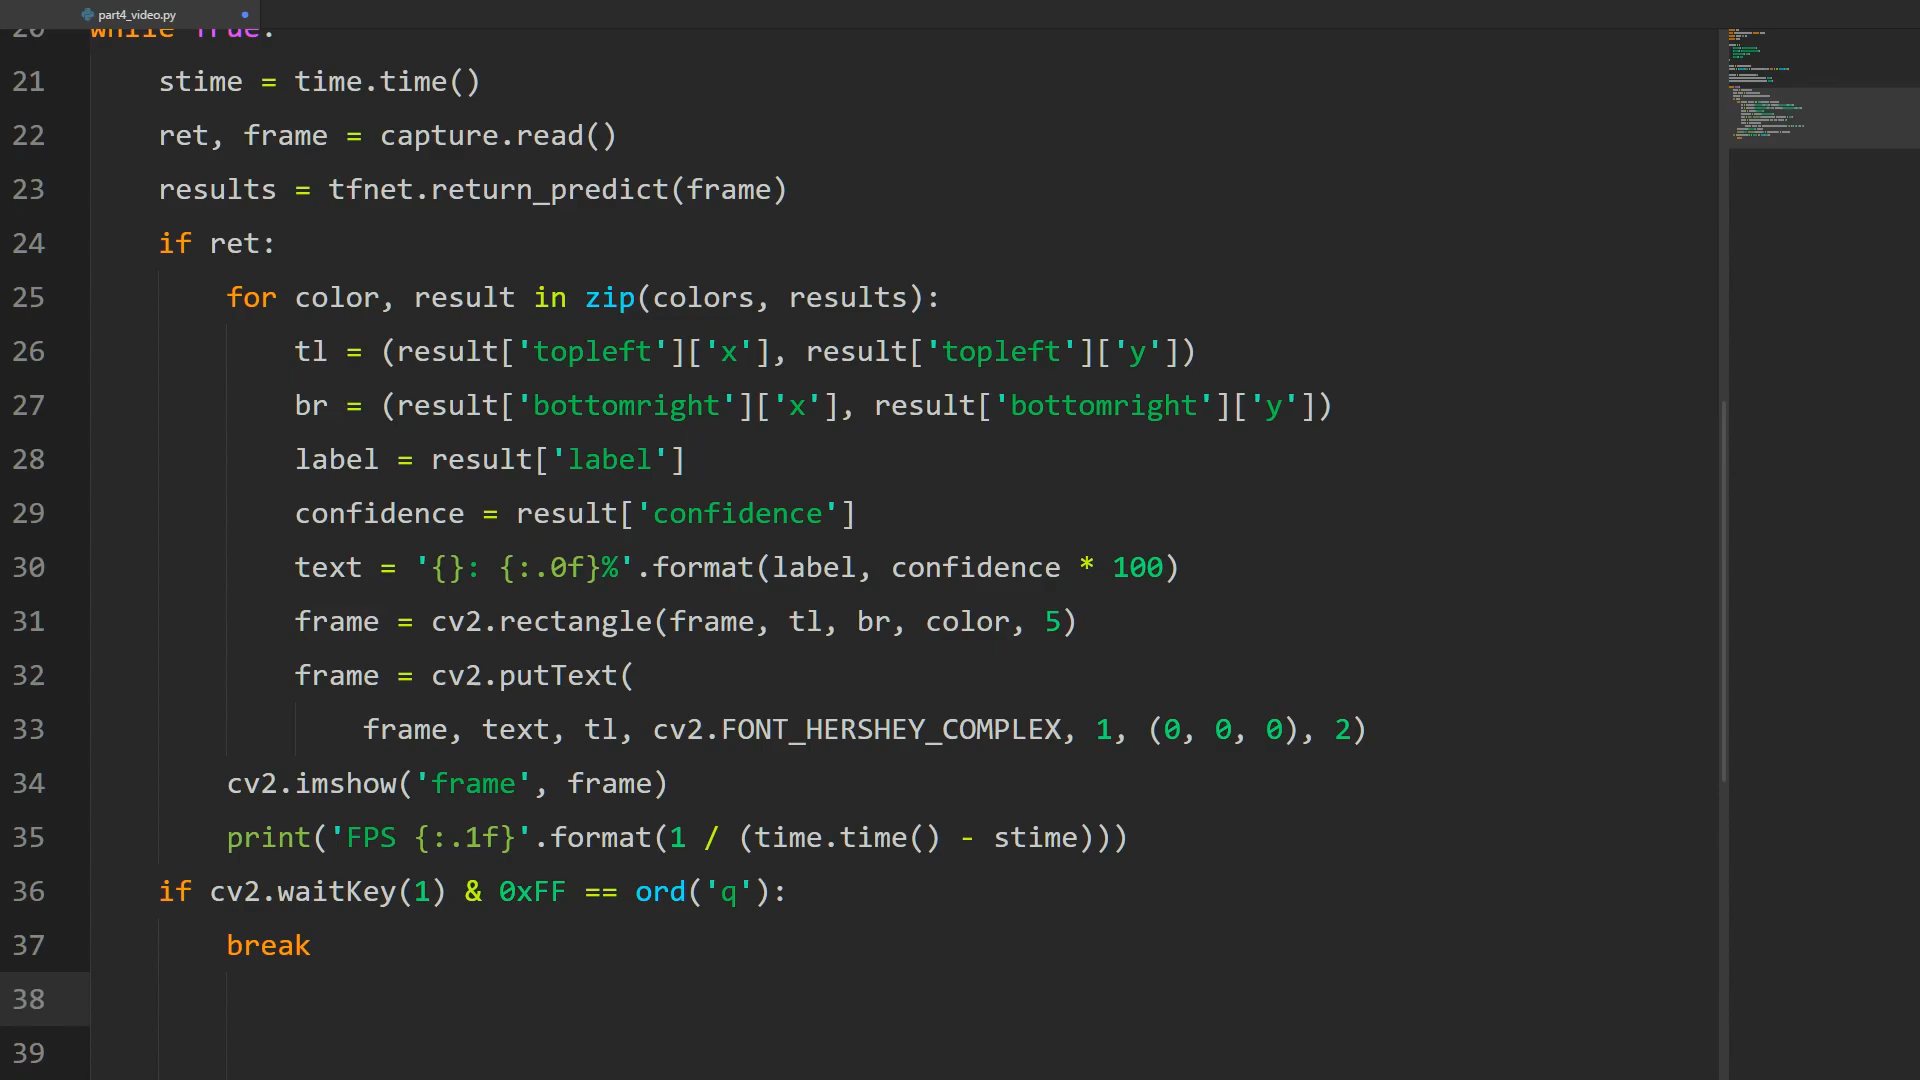 part4_video.py
20 while True:
21 stime = time.time()
22 ret, frame = capture.read()
23 results = tfnet.return_predict(frame)
24 if ret:
25 for color, result in zip(colors, results):
26 tl = (result['topleft']['x'], result['topleft']['y'])
27 br = (result['bottomright']['x'], result['bottomright']['y'])
28 label = result['label']
29 confidence = result['confidence']
30 text = '{}: {:.0f}%'.format(label, confidence * 100)
31 frame = cv2.rectangle(frame, tl, br, color, 5)
32 frame = cv2.putText(
33 frame, text, tl, cv2.FONT_HERSHEY_COMPLEX, 1, (0, 0, 0), 2)
34 cv2.imshow('frame', frame)
35 print('FPS {:.1f}'.format(1 / (time.time() - stime)))
36 if cv2.waitKey(1) & 0xFF == ord('q'):
37 break
38
39